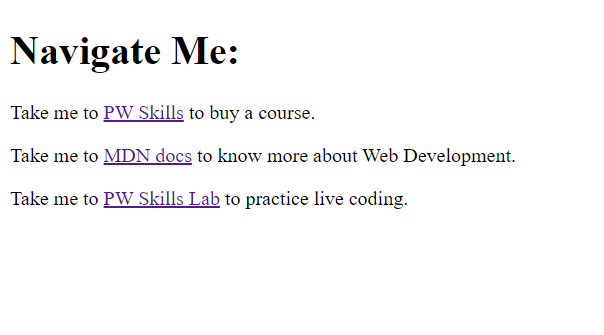 Navigate Me:
Take me to PW Skills to buy a course.
Take me to MDN docs to know more about Web Development.
Take me to PW Skills Lab to practice live coding.